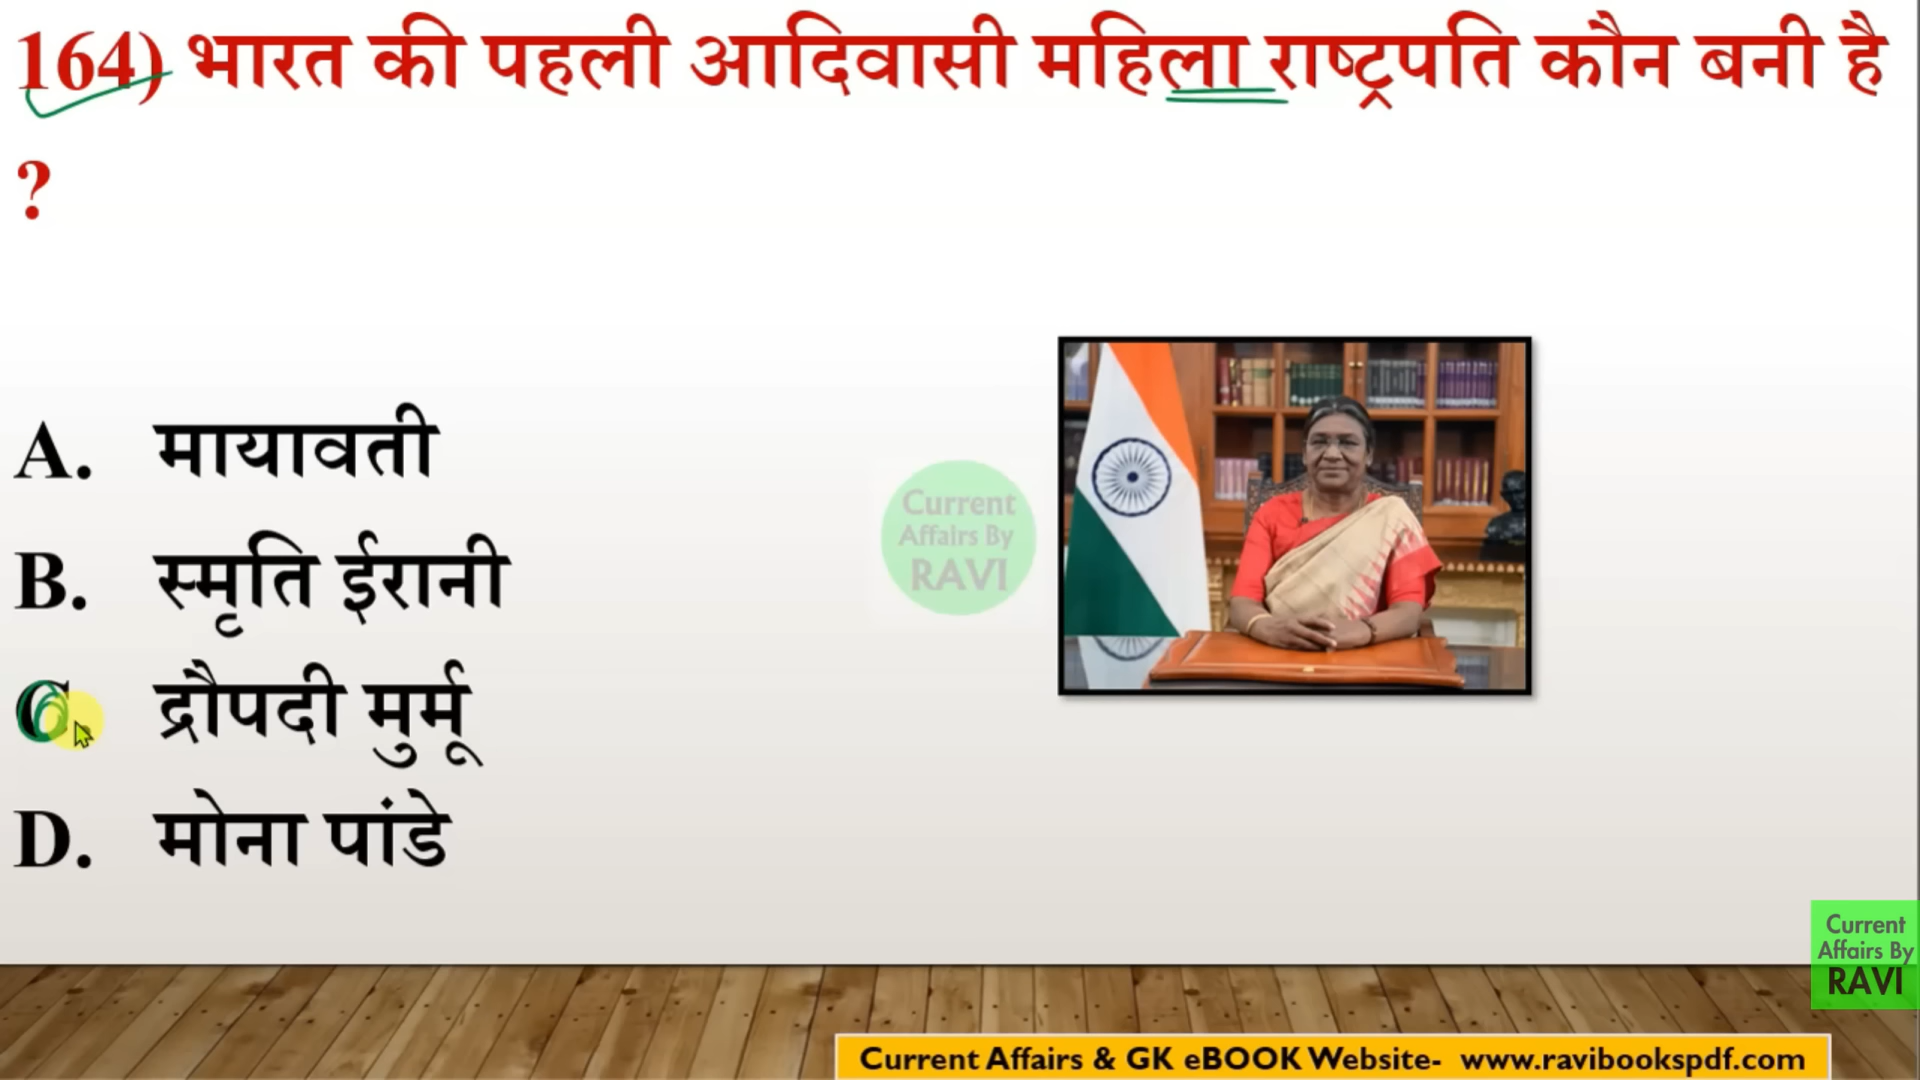 164) भारत की पहली आदिवासी महिला राष्ट्रपति कौन बनी है
?
A. मायावती
B. स्मृति ईरानी
C. द्रौपदी मुर्मू
D. मोना पांडे
Current
Affairs By
RAVI
Current
Affairs By
RAVI
Current Affairs & GK eBOOK Website- www.ravibookspdf.com